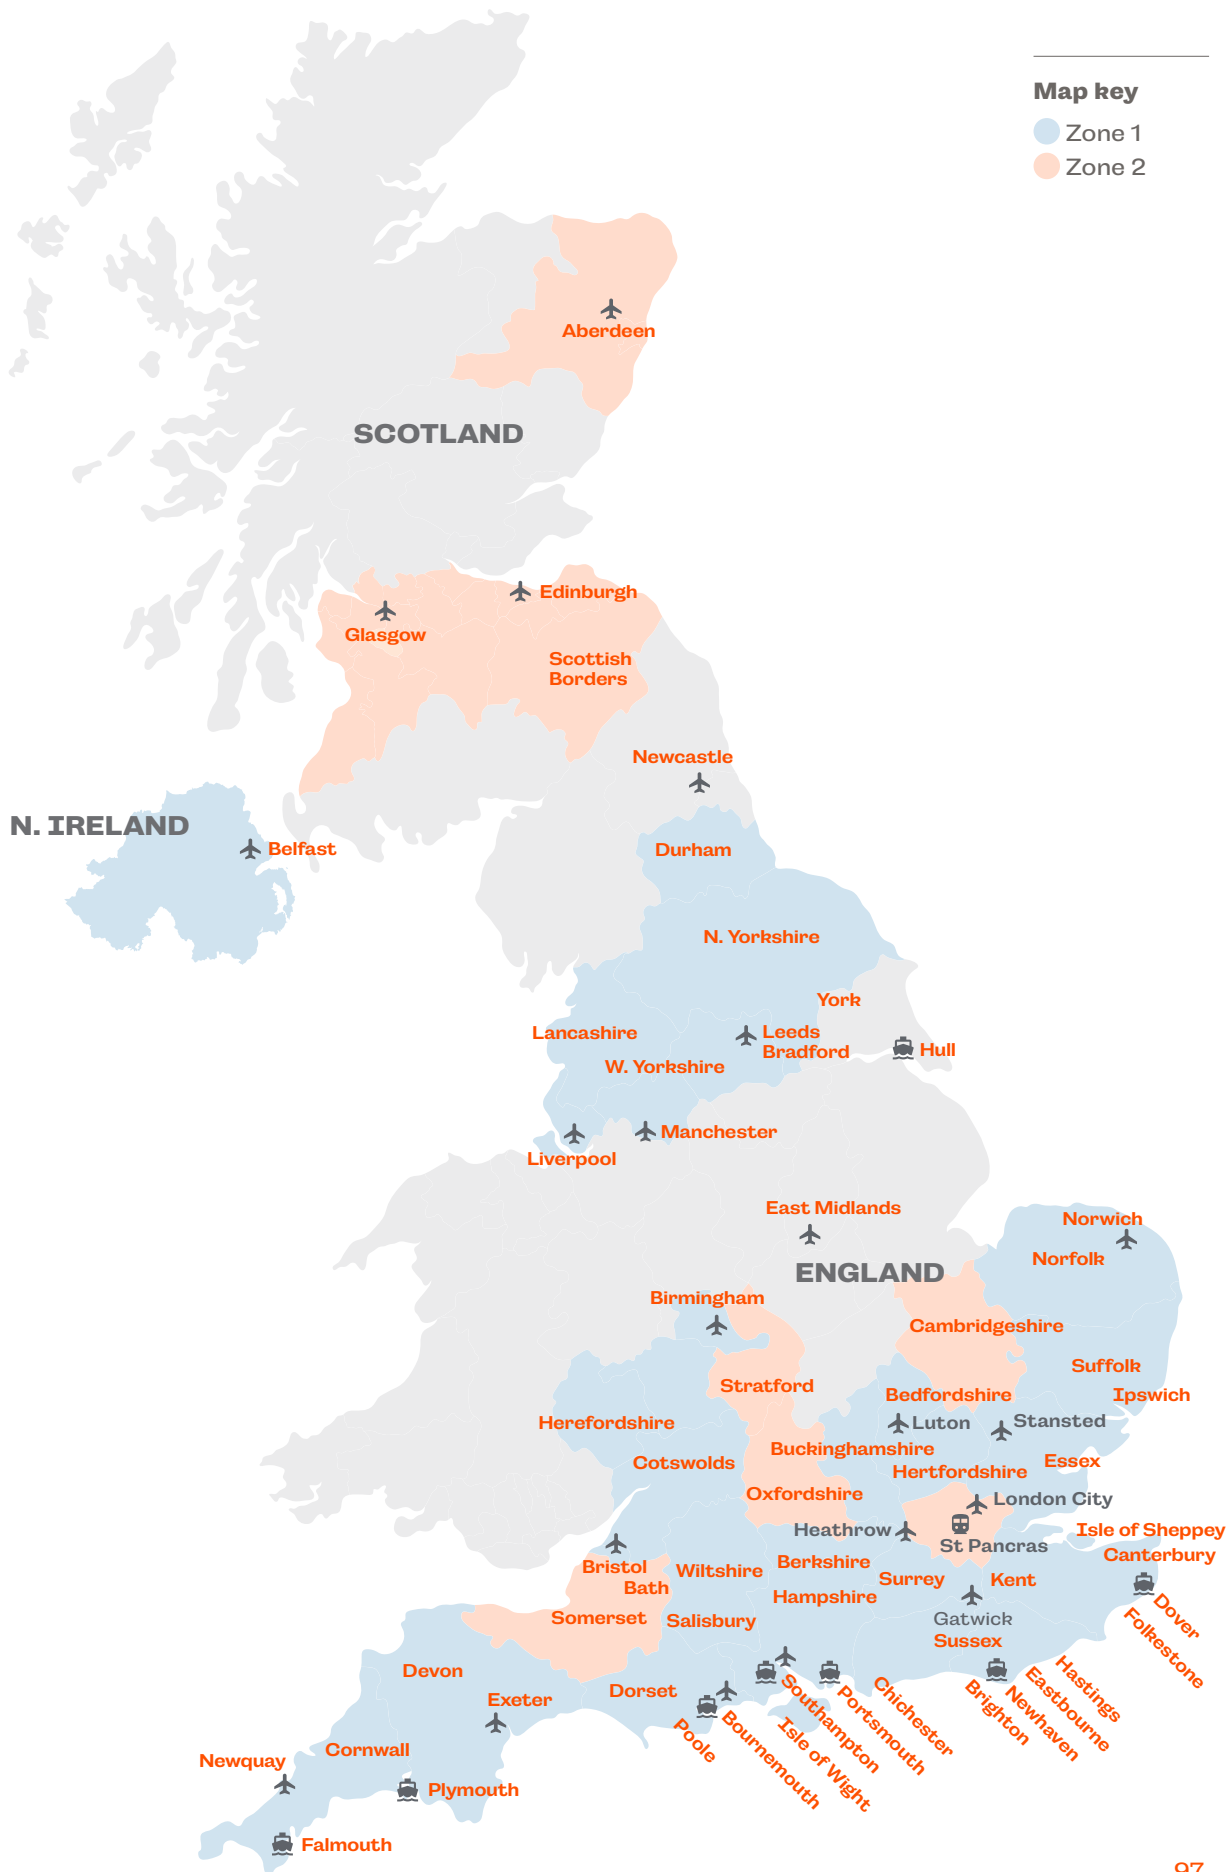 Map key
Zone 1
Zone 2
Aberdeen
SCOTLAND
Edinburgh
Glasgow
Scottish
Borders
Newcastle
N. IRELAND
Belfast
Durham
N. Yorkshire
York
Lancashire
Leeds
Bradford
Hull
W. Yorkshire
Manchester
Liverpool
East Midlands
Norwich
Norfolk
ENGLAND
Birmingham
Cambridgeshire
Suffolk
Stratford
Bedfordshire
Ipswich
Herefordshire
Luton
Stansted
Buckinghamshire
Cotswolds
Essex
Hertfordshire
Oxfordshire
London City
Heathrow
Isle of Sheppey
St Pancras
Canterbury
Bristol
Wiltshire
Berkshire
Bath
Surrey
Kent
Hampshire
Somerset
Salisbury
Gatwick
Sussex
Dover
Folkestone
Devon
Dorset
Exeter
Hastings
Eastbourne
Newhaven
Brighton
Chichester
Portsmouth
Southampton
Isle of Wight
Bournemouth
Poole
Cornwall
Newquay
Plymouth
Falmouth
97